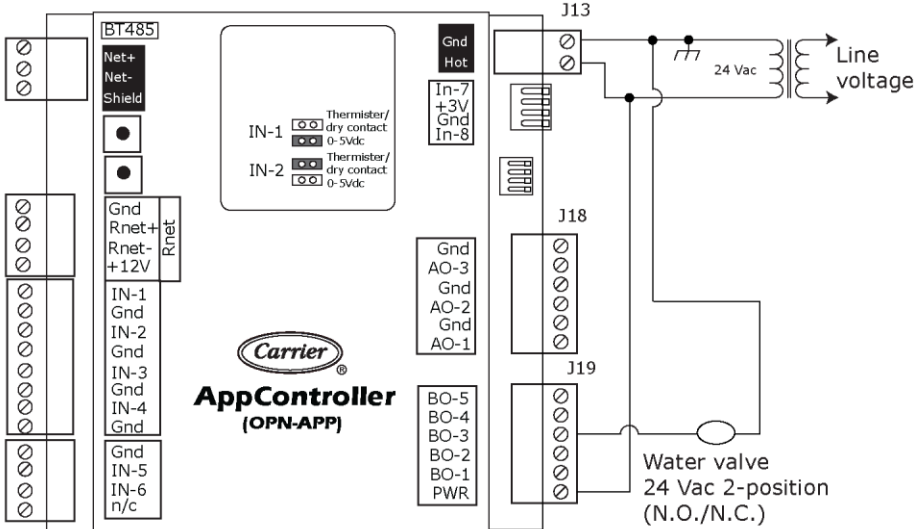 BT485
Net+
Net-
Shield
Gnd
Rnet+
Rnet-
+12V
Rnet
IN-1
Gnd
IN-2
Gnd
IN-3
Gnd
IN-4
Gnd
Gnd
IN-5
IN-6
n/c
IN-1
Thermister/
dry contact
0-5Vdc
IN-2
Thermister/
dry contact
0-5Vdc
Carrier
®
AppController
(OPN-APP)
Gnd
Hot
In-7
+3V
Gnd
In-8
Gnd
AO-3
Gnd
AO-2
Gnd
AO-1
BO-5
BO-4
BO-3
BO-2
BO-1
PWR
J13
J18
J19
24 Vac
Line
voltage
Water valve
24 Vac 2-position
(N.O./N.C.)